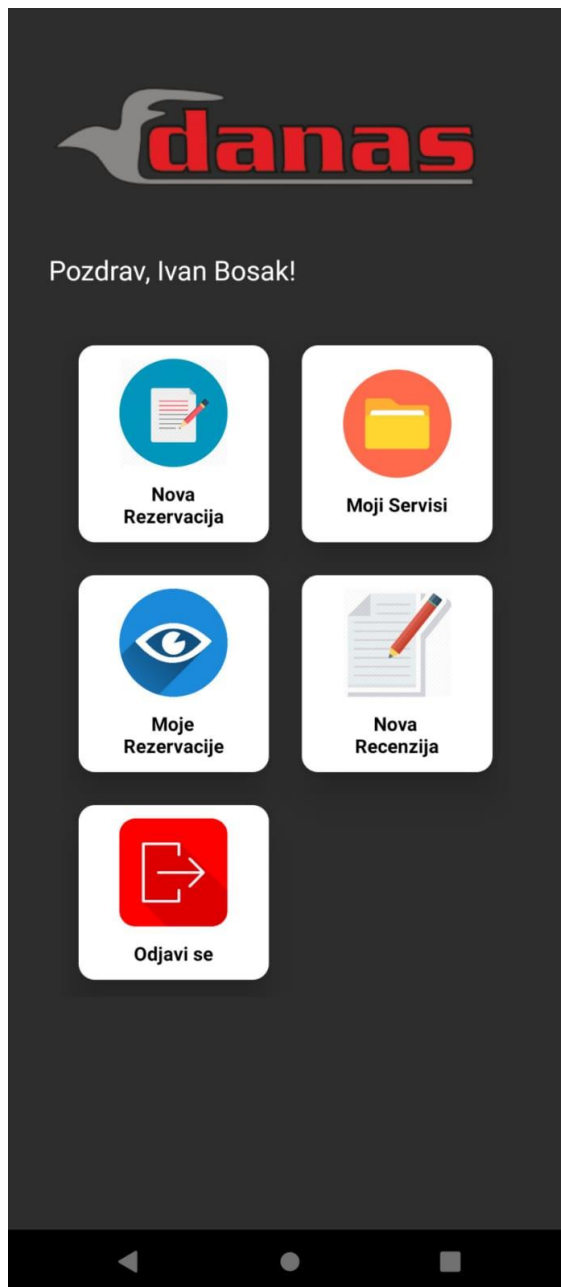 danas
Pozdrav, Ivan Bosak!
Nova
Rezervacija
Moji Servisi
Moje
Rezervacije
Nova
Recenzija
Odjavi se